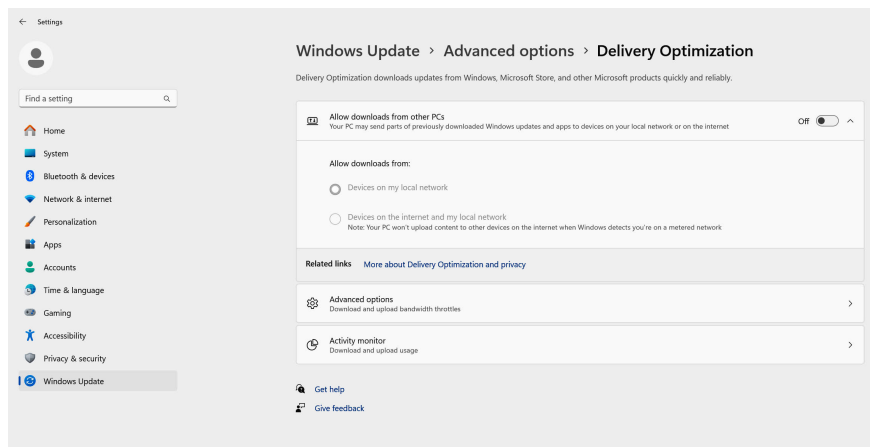 Settings
Find a setting
Home
System
Bluetooth & devices
Network & internet
Personalization
Apps
Accounts
Time & language
Gaming
Accessibility
Privacy & security
Windows Update
Windows Update > Advanced options > Delivery Optimization
Delivery Optimization downloads updates from Windows, Microsoft Store, and other Microsoft products quickly and reliably.
Allow downloads from other PCs
Your PC may send parts of previously downloaded Windows updates and apps to devices on your local network or on the internet
Off
Allow downloads from:
Devices on my local network
Devices on the internet and my local network
Note: Your PC won't upload content to other devices on the internet when Windows detects you're on a metered network
Related links More about Delivery Optimization and privacy
Advanced options
Download and upload bandwidth throttles
Activity monitor
Download and upload usage
Get help
Give feedback